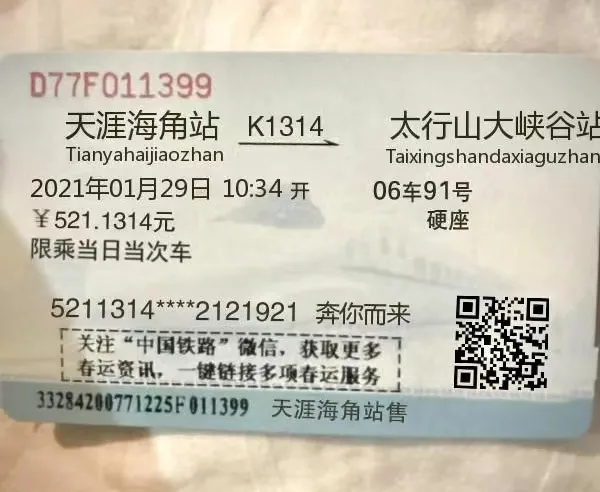 D77F011399
天涯海角站 K1314 太行山大峡谷站
Tianyahaijiaozhan Taixingshandaxiaguzhan
2021年01月29日 10:34 开 06车91号
￥521.1314元 硬座
限乘当日当次车
5211314****2121921 奔你而来
关注“中国铁路”微信，获取更多
春运资讯，一键链接多项春运服务
33284200771225F011399 天涯海角站售